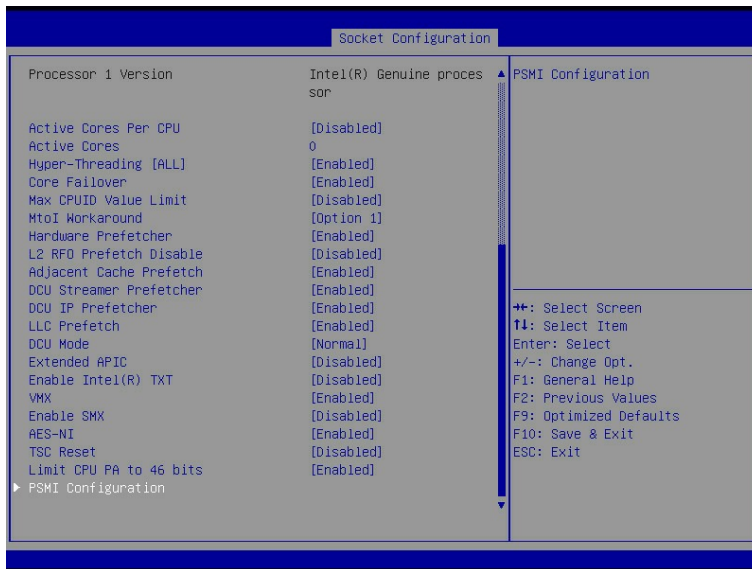 Socket Configuration
Processor 1 Version Intel(R) Genuine proces
sor
Active Cores Per CPU [Disabled]
Active Cores 0
Hyper-Threading [ALL] [Enabled]
Core Failover [Enabled]
Max CPUID Value Limit [Disabled]
MtoI Workaround [Option 1]
Hardware Prefetcher [Enabled]
L2 RFO Prefetch Disable [Disabled]
Adjacent Cache Prefetch [Enabled]
DCU Streamer Prefetcher [Enabled]
DCU IP Prefetcher [Enabled]
LLC Prefetch [Enabled]
DCU Mode [Normal]
Extended APIC [Disabled]
Enable Intel(R) TXT [Disabled]
VMX [Enabled]
Enable SMX [Disabled]
AES-NI [Enabled]
TSC Reset [Disabled]
Limit CPU PA to 46 bits [Enabled]
PSMI Configuration
PSMI Configuration
→←: Select Screen
↑↓: Select Item
Enter: Select
+/-: Change Opt.
F1: General Help
F2: Previous Values
F9: Optimized Defaults
F10: Save & Exit
ESC: Exit